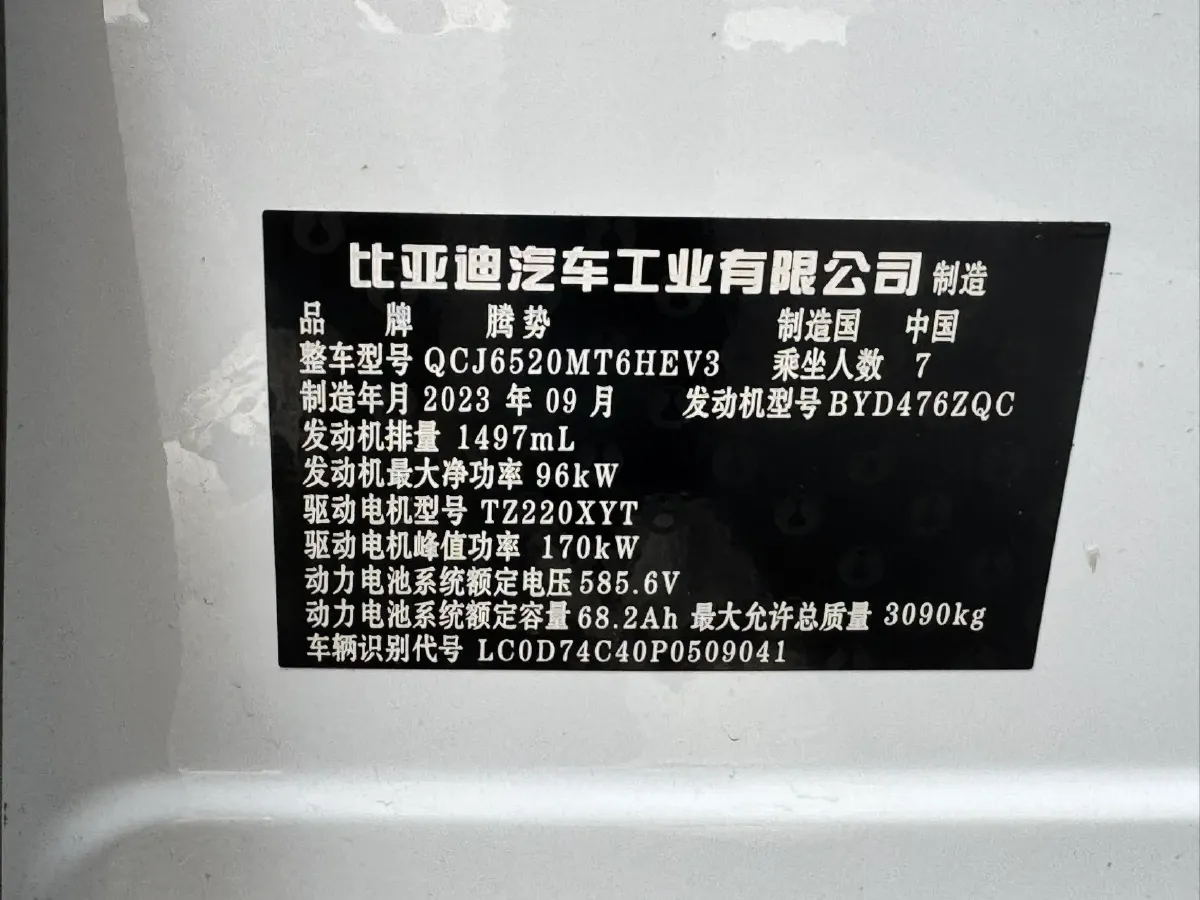 比亚迪汽车工业有限公司 制造
品 牌 腾势 制造国 中国
整车型号 QCJ6520MT6HEV3 乘坐人数 7
制造年月 2023 年 09 月 发动机型号 BYD476ZQC
发动机排量 1497mL
发动机最大净功率 96kW
驱动电机型号 TZ220XYT
驱动电机峰值功率 170kW
动力电池系统额定电压 585.6V
动力电池系统额定容量 68.2Ah 最大允许总质量 3090kg
车辆识别代号 LC0D74C40P0509041